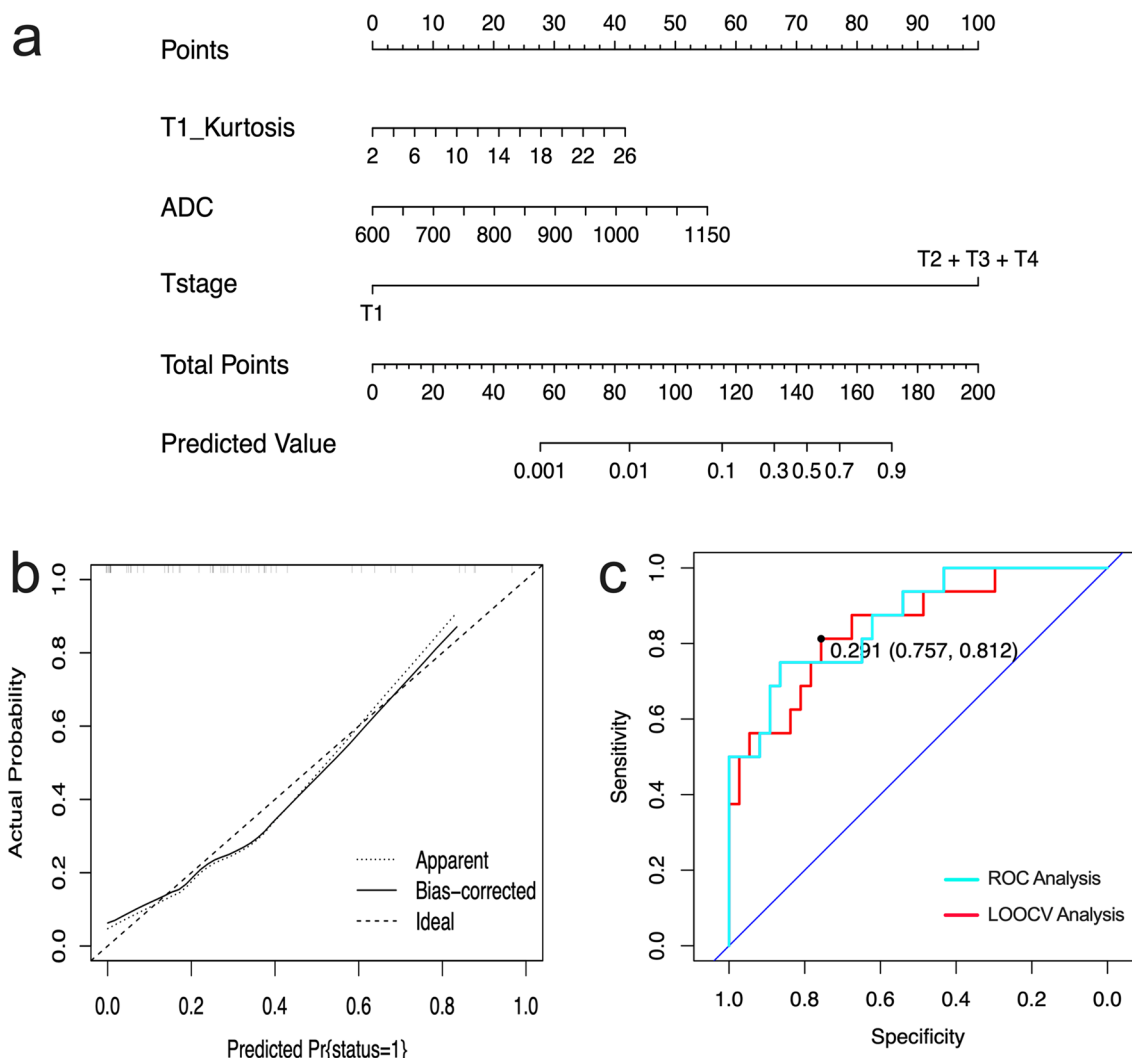 a
0 10 20 30 40 50 60 70 80 90 100
Points
T1_Kurtosis
2 6 10 14 18 22 26
ADC
600 700 800 900 1000 1150
T2 + T3 + T4
Tstage
T1
Total Points
0 20 40 60 80 100 120 140 160 180 200
Predicted Value
0.001 0.01 0.1 0.3 0.5 0.7 0.9
b
Actual Probability
1.0
0.8
0.6
0.4
0.2
0.0
Apparent
Bias-corrected
Ideal
0.0 0.2 0.4 0.6 0.8 1.0
Predicted Pr{status=1}
c
Sensitivity
1.0
0.8
0.6
0.4
0.2
0.0
0.291 (0.757, 0.812)
ROC Analysis
LOOCV Analysis
1.0 0.8 0.6 0.4 0.2 0.0
Specificity